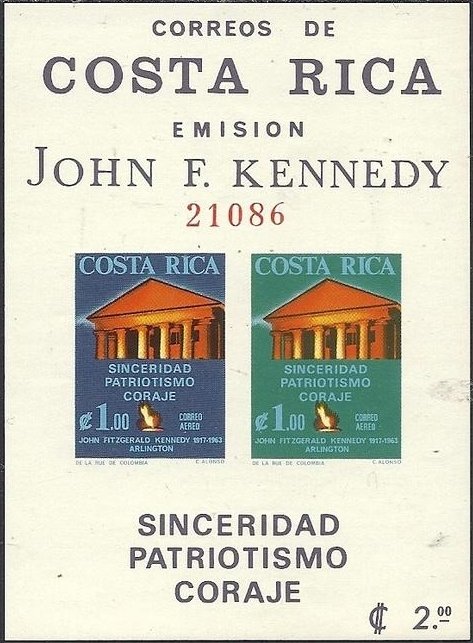 CORREOS DE
COSTA RICA
EMISION
JOHN F. KENNEDY
21086
COSTA RICA
SINCERIDAD
PATRIOTISMO
CORAJE
₡1.00
CORREO
AEREO
JOHN FITZGERALD KENNEDY 1917-1963
ARLINGTON
DE LA RUE DE COLOMBIA C. ALONSO
COSTA RICA
SINCERIDAD
PATRIOTISMO
CORAJE
₡1.00
CORREO
AEREO
JOHN FITZGERALD KENNEDY 1917-1963
ARLINGTON
DE LA RUE DE COLOMBIA C. ALONSO
SINCERIDAD
PATRIOTISMO
CORAJE
₡ 2.00